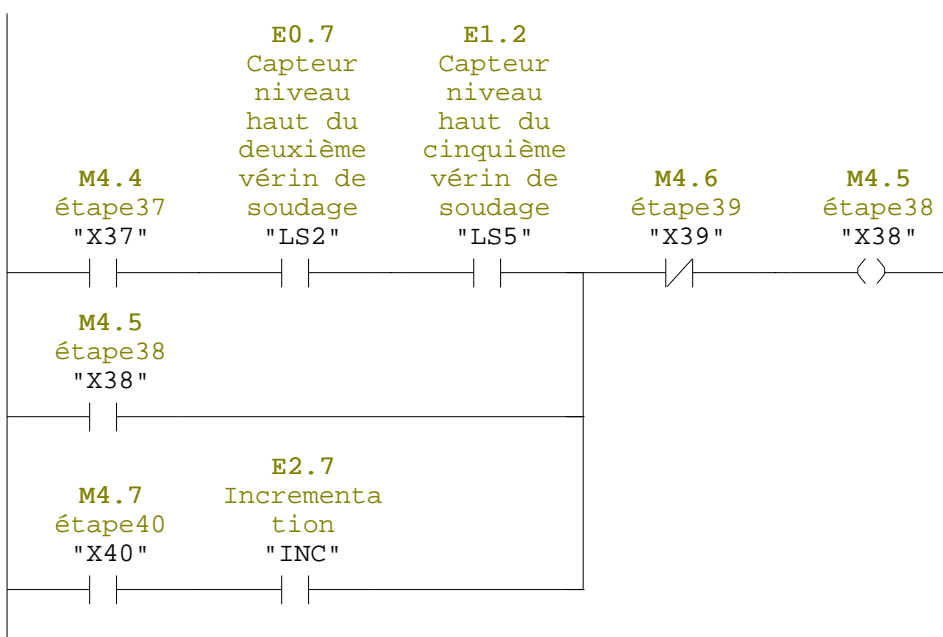 E0.7
Capteur
niveau
haut du
deuxième
vérin de
soudage
"LS2"
E1.2
Capteur
niveau
haut du
cinquième
vérin de
soudage
"LS5"
M4.4
étape37
"X37"
M4.6
étape39
"X39"
M4.5
étape38
"X38"
M4.5
étape38
"X38"
M4.7
étape40
"X40"
E2.7
Incrementa
tion
"INC"